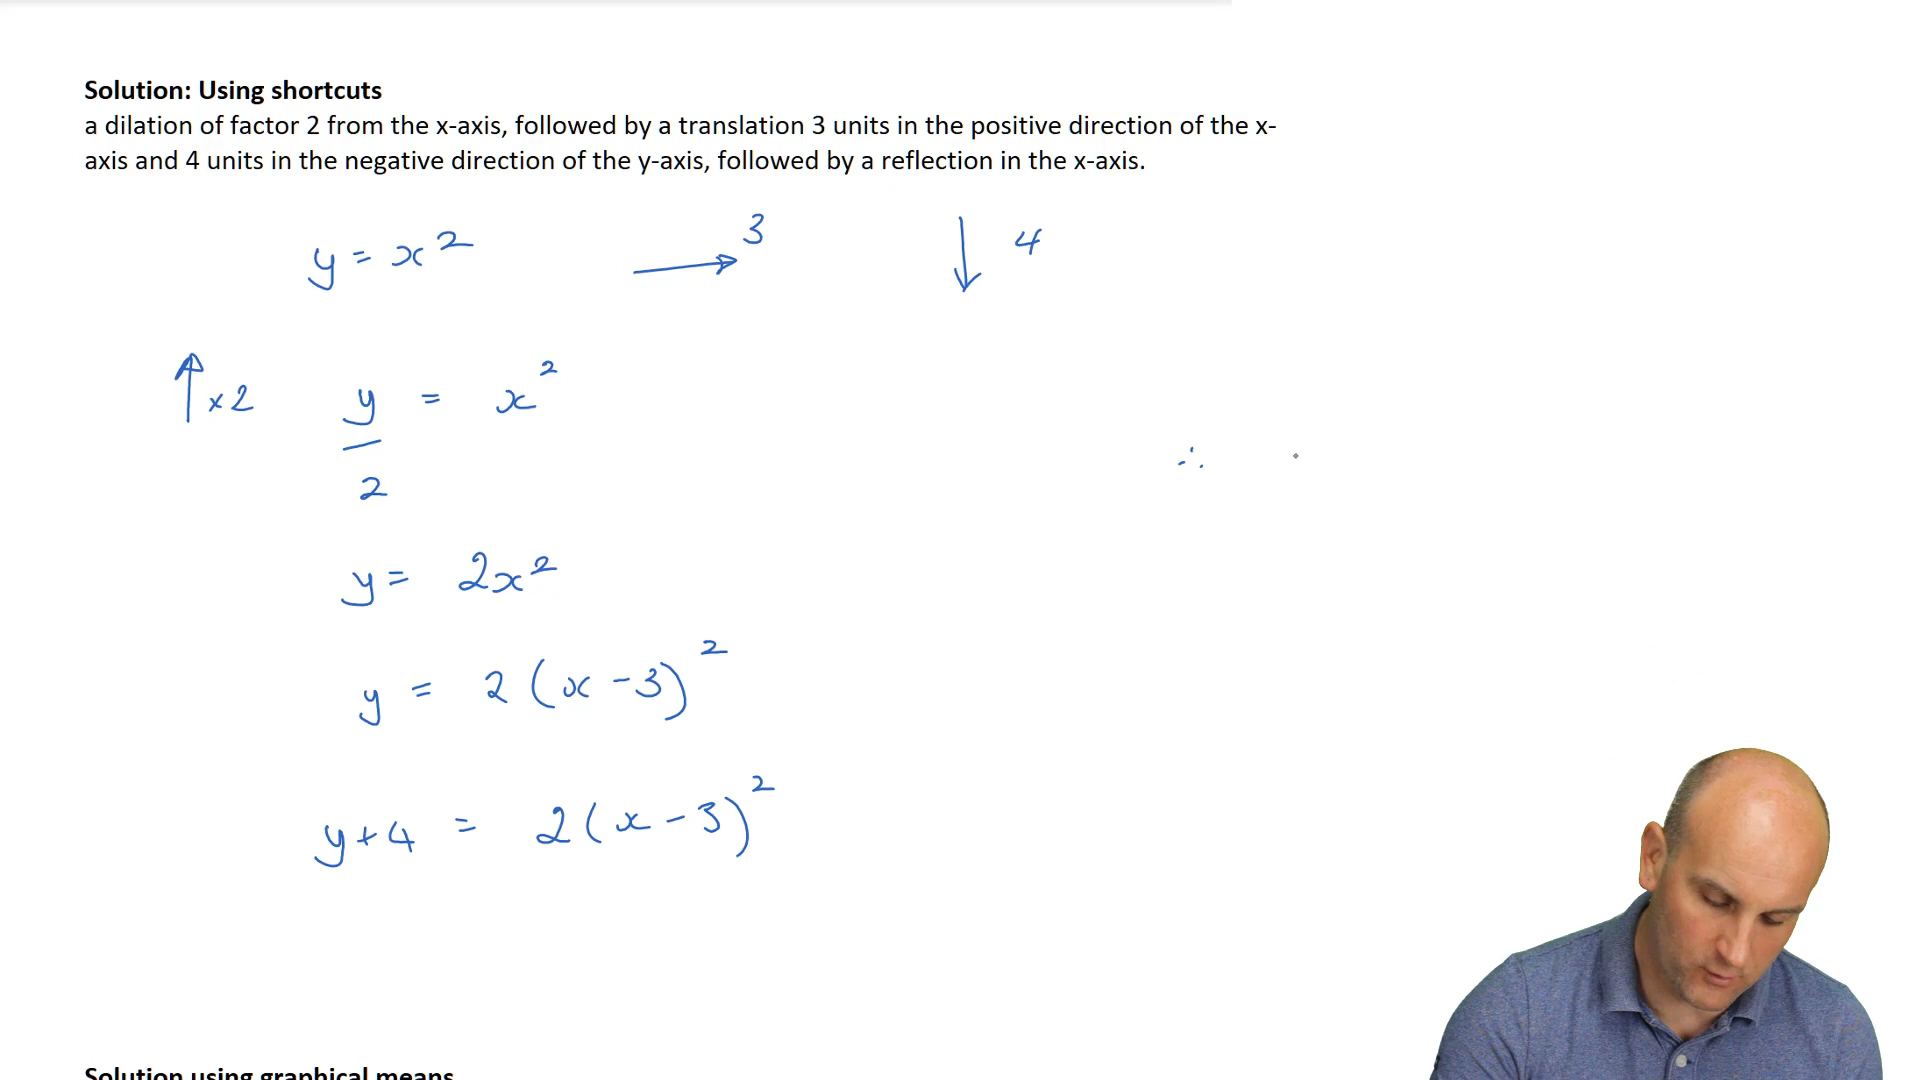 Solution: Using shortcuts
a dilation of factor 2 from the x-axis, followed by a translation 3 units in the positive direction of the x-
axis and 4 units in the negative direction of the y-axis, followed by a reflection in the x-axis.
y = x² → 3 ↓ 4
↑ ×2 y/2 = x²
∴
y = 2x²
y = 2(x - 3)²
y + 4 = 2(x - 3)²
Solution using graphical means